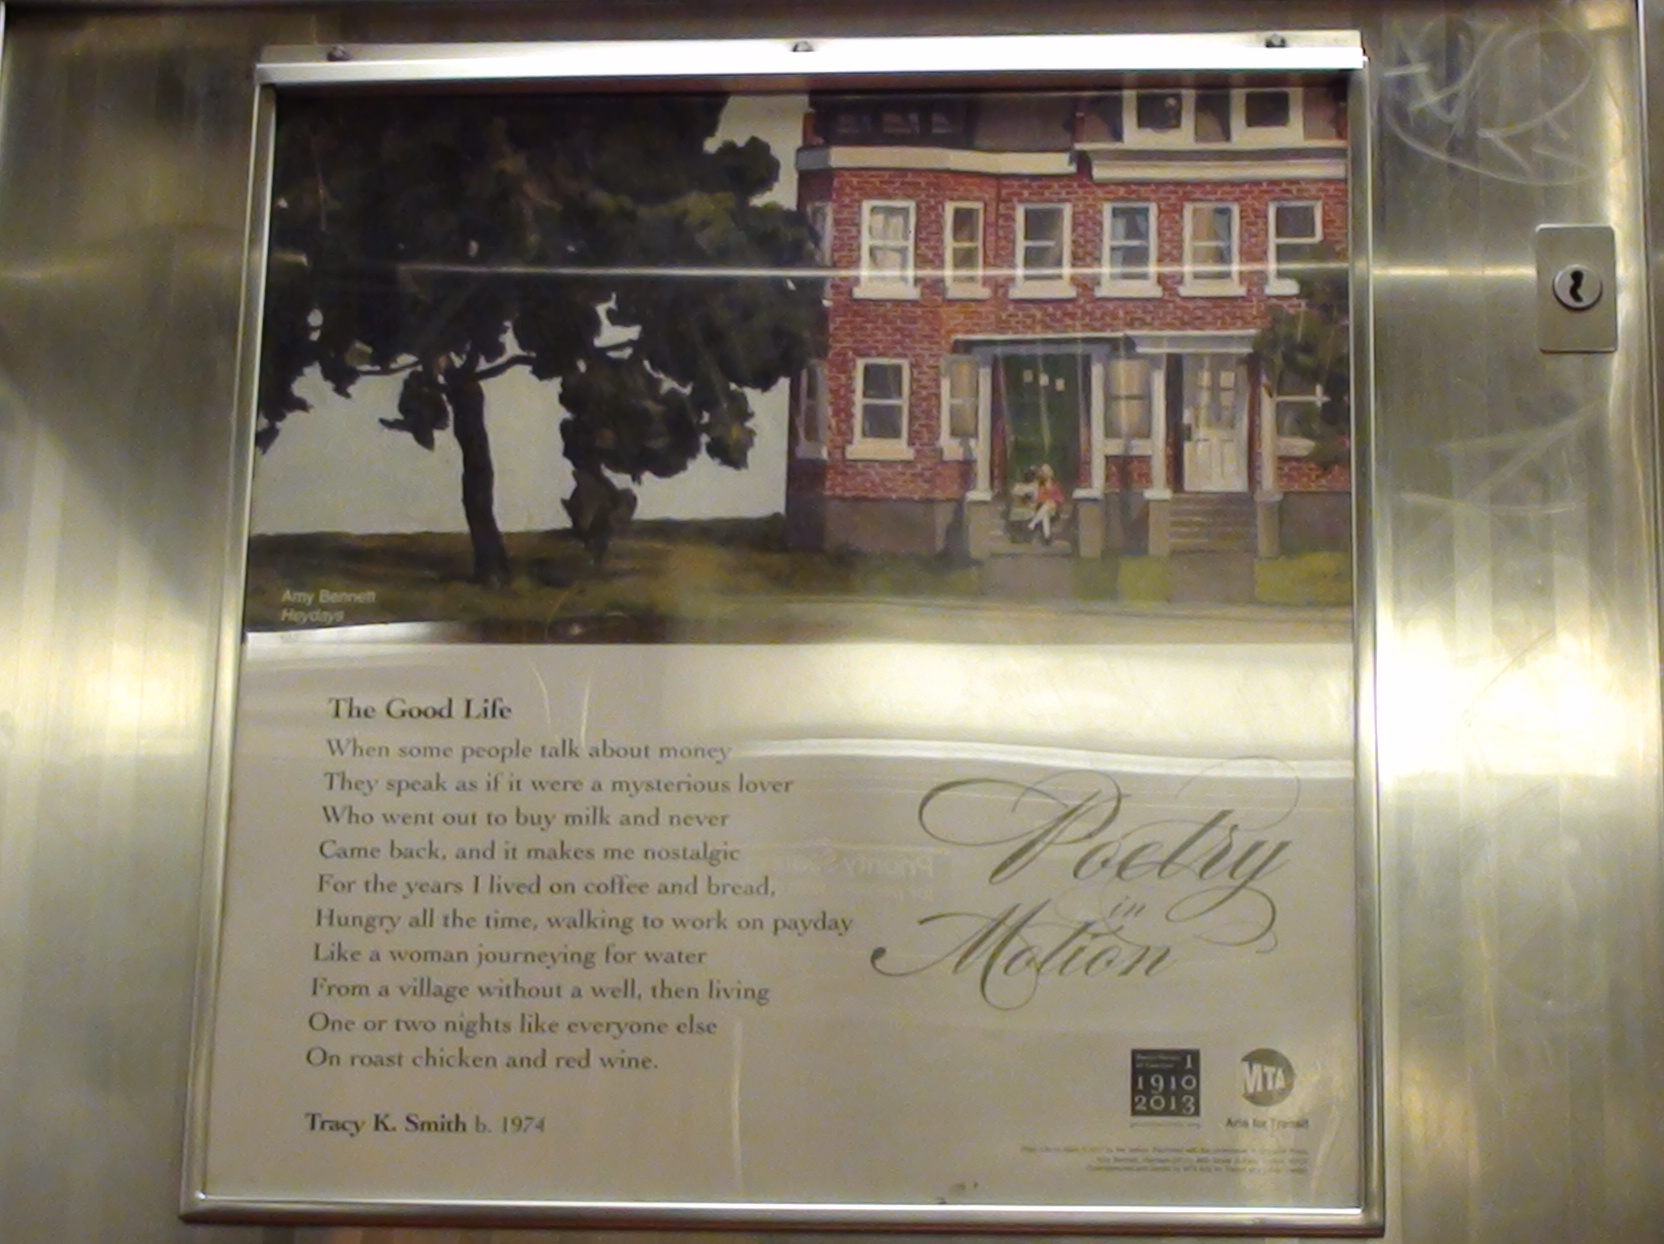 Amy Bennett
Heydays
The Good Life
When some people talk about money
They speak as if it were a mysterious lover
Who went out to buy milk and never
Came back, and it makes me nostalgic
For the years I lived on coffee and bread,
Hungry all the time, walking to work on payday
Like a woman journeying for water
From a village without a well, then living
One or two nights like everyone else
On roast chicken and red wine.
Tracy K. Smith b. 1974
Poetry
in
Motion
1
1910
2013
MTA
Arts for Transit